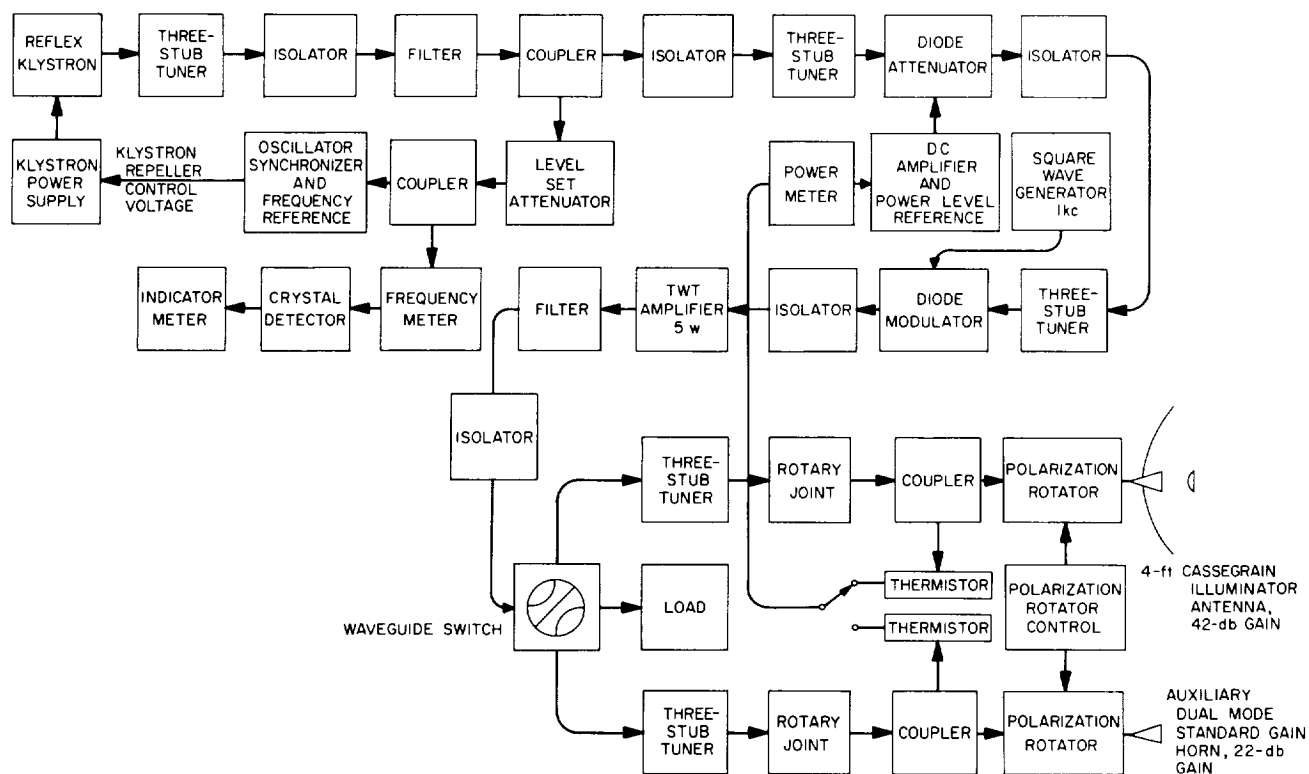 REFLEX
KLYSTRON
THREE-
STUB
TUNER
ISOLATOR
FILTER
COUPLER
ISOLATOR
THREE-
STUB
TUNER
DIODE
ATTENUATOR
ISOLATOR
KLYSTRON
POWER
SUPPLY
KLYSTRON
REPELLER
CONTROL
VOLTAGE
OSCILLATOR
SYNCHRONIZER
AND
FREQUENCY
REFERENCE
COUPLER
LEVEL
SET
ATTENUATOR
POWER
METER
DC
AMPLIFIER
AND
POWER LEVEL
REFERENCE
SQUARE
WAVE
GENERATOR
1kc
INDICATOR
METER
CRYSTAL
DETECTOR
FREQUENCY
METER
FILTER
TWT
AMPLIFIER
5 w
ISOLATOR
DIODE
MODULATOR
THREE-
STUB
TUNER
ISOLATOR
THREE-
STUB
TUNER
ROTARY
JOINT
COUPLER
POLARIZATION
ROTATOR
4-ft CASSEGRAIN
ILLUMINATOR
ANTENNA,
42-db GAIN
WAVEGUIDE SWITCH
LOAD
THERMISTOR
THERMISTOR
POLARIZATION
ROTATOR
CONTROL
THREE-
STUB
TUNER
ROTARY
JOINT
COUPLER
POLARIZATION
ROTATOR
AUXILIARY
DUAL MODE
STANDARD GAIN
HORN, 22-db
GAIN